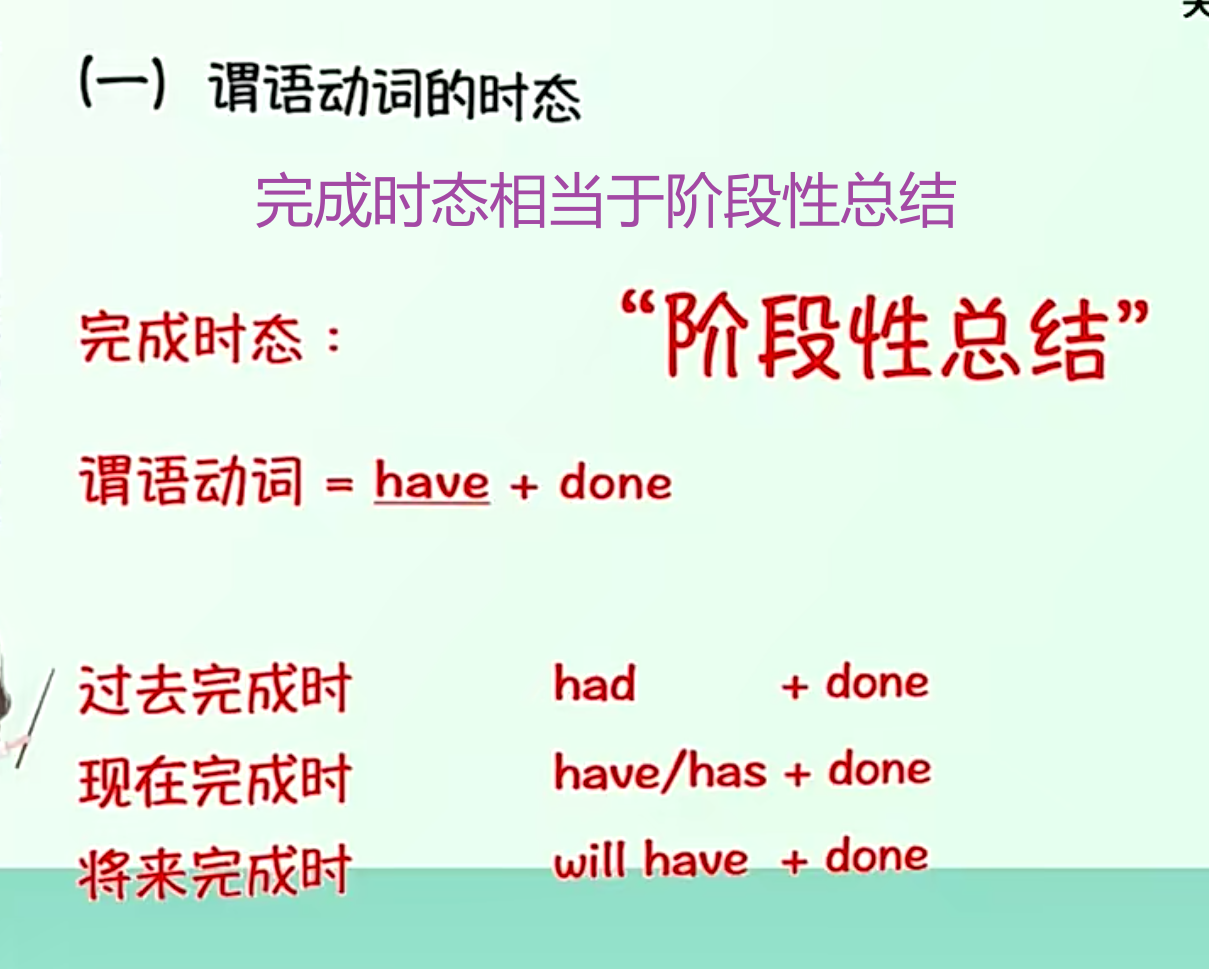 (一) 谓语动词的时态
完成时态相当于阶段性总结
完成时态： “阶段性总结”
谓语动词 = have + done
过去完成时 had + done
现在完成时 have/has + done
将来完成时 will have + done